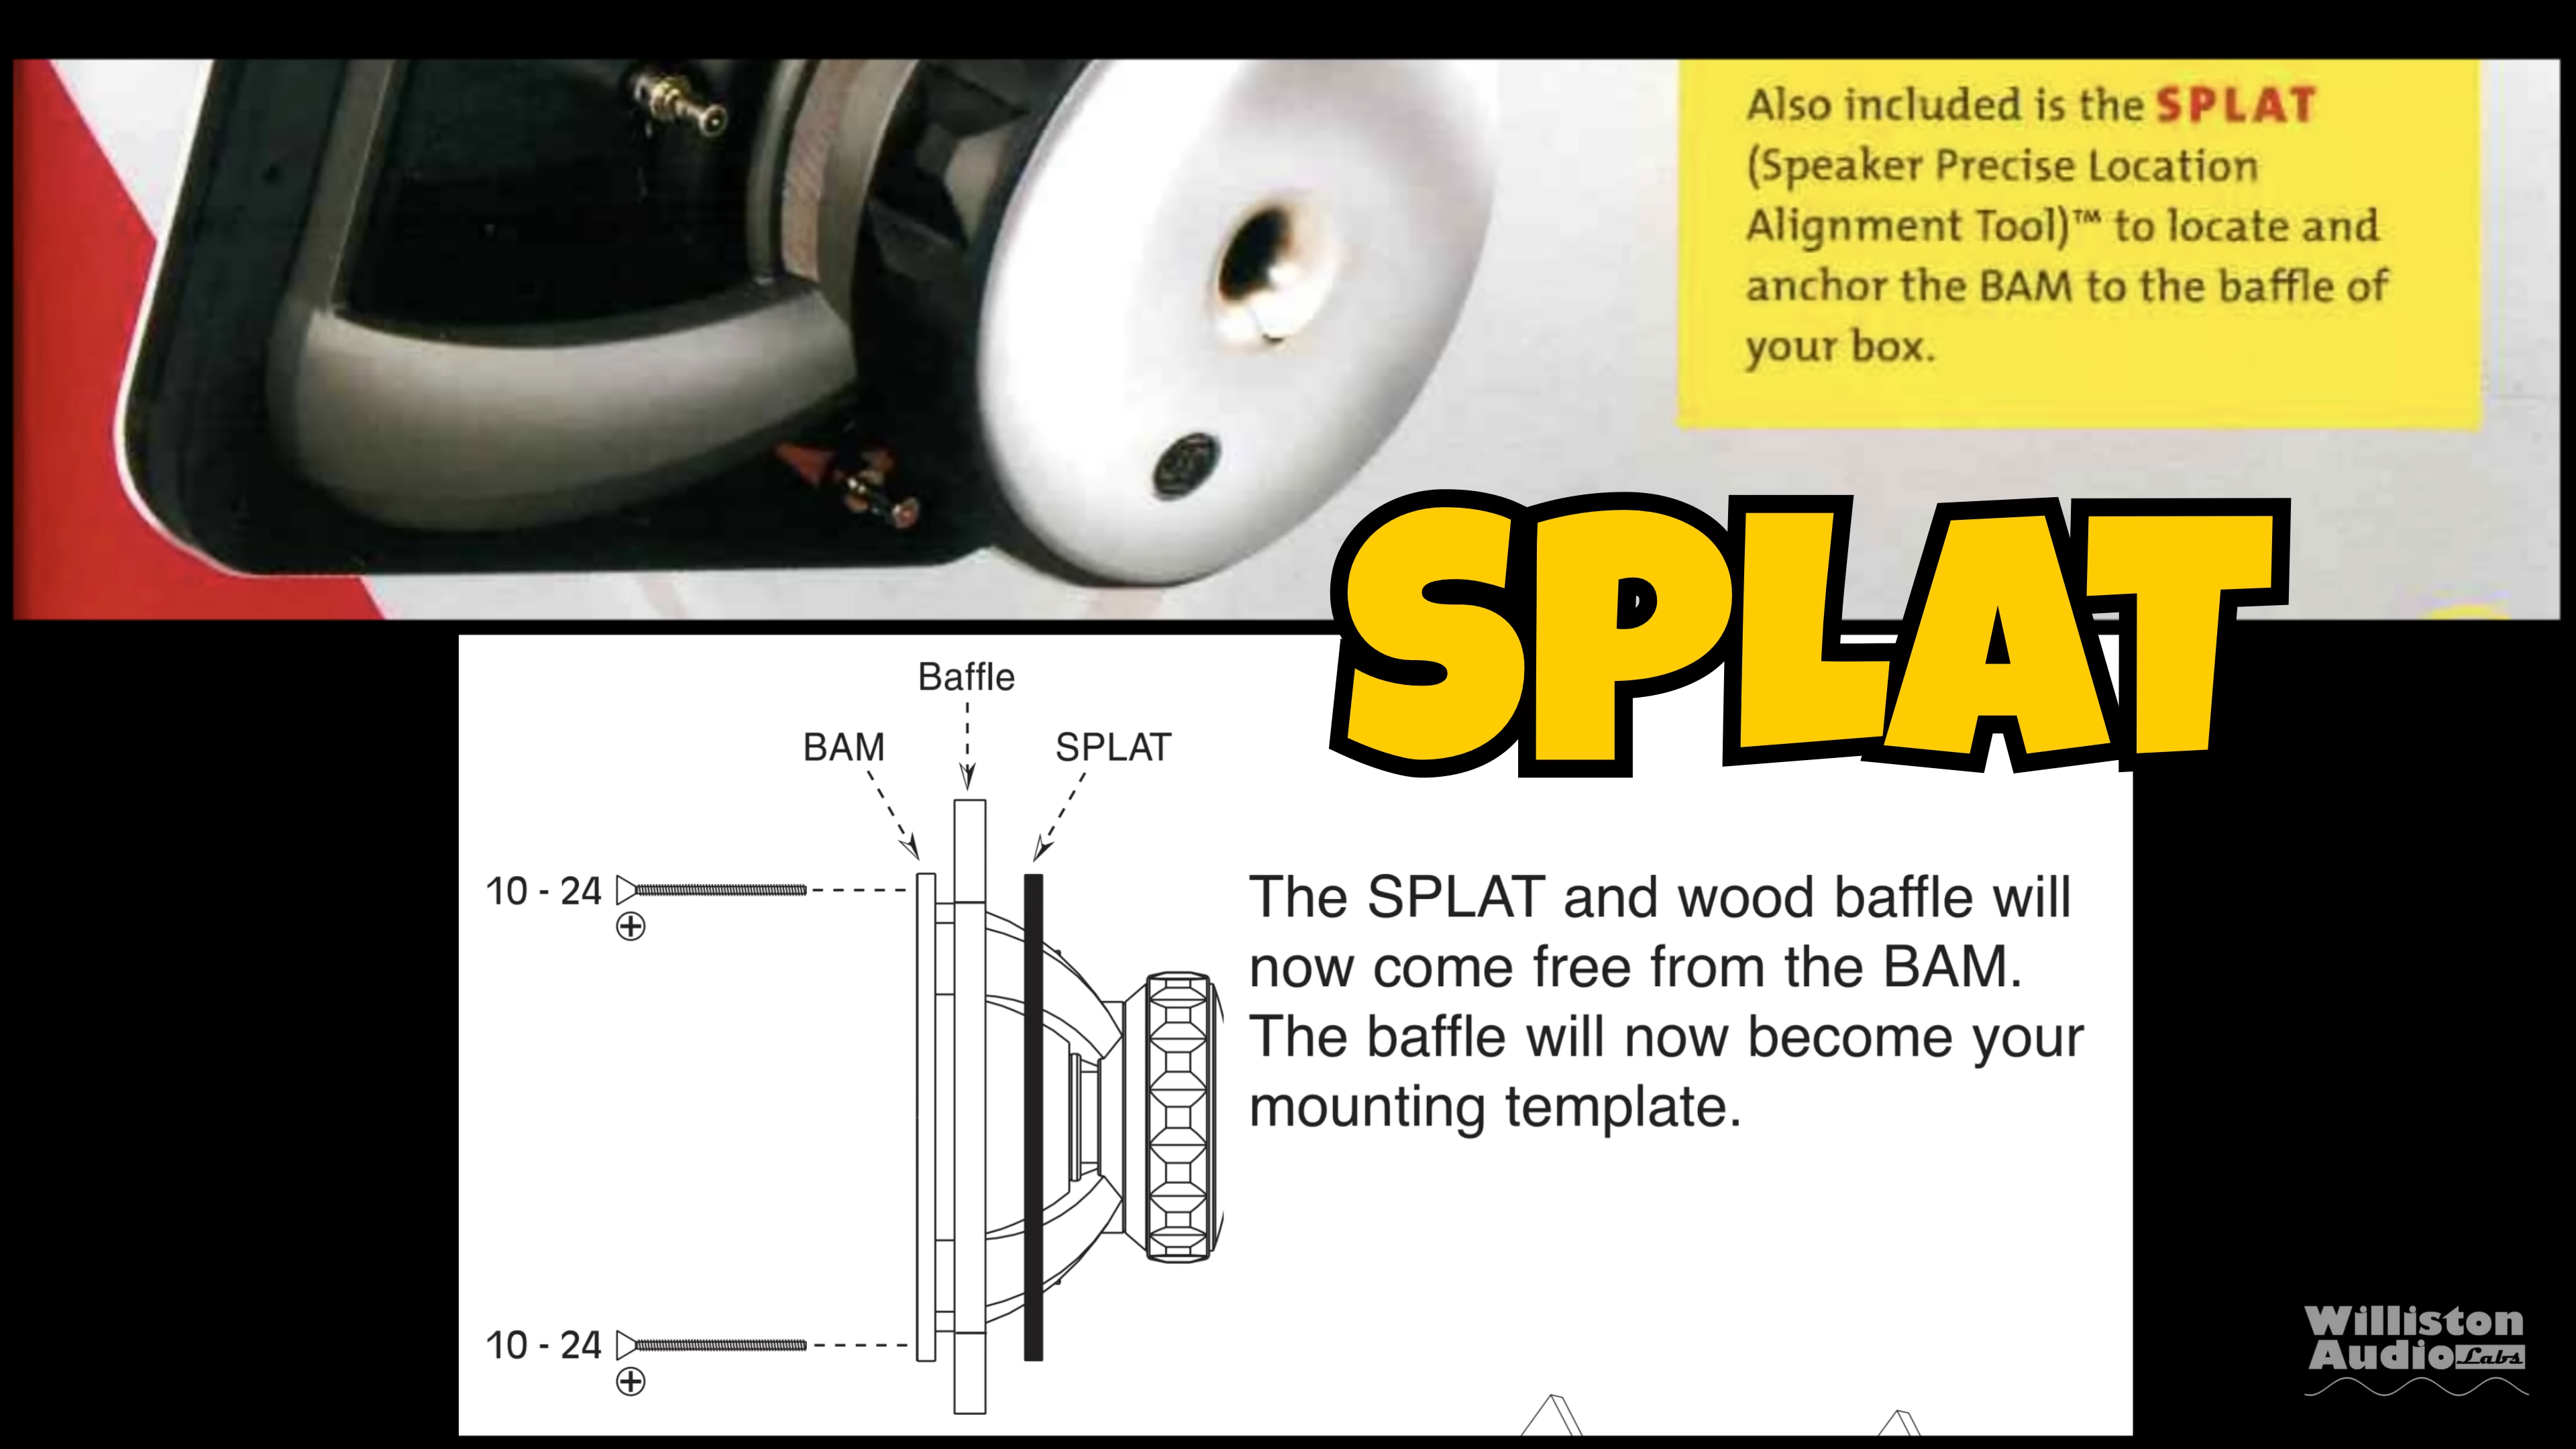 Also included is the SPLAT
(Speaker Precise Location
Alignment Tool)™ to locate and
anchor the BAM to the baffle of
your box.
SPLAT
Baffle
BAM
SPLAT
10 - 24
The SPLAT and wood baffle will
now come free from the BAM.
The baffle will now become your
mounting template.
10 - 24
Williston
Audio Labs